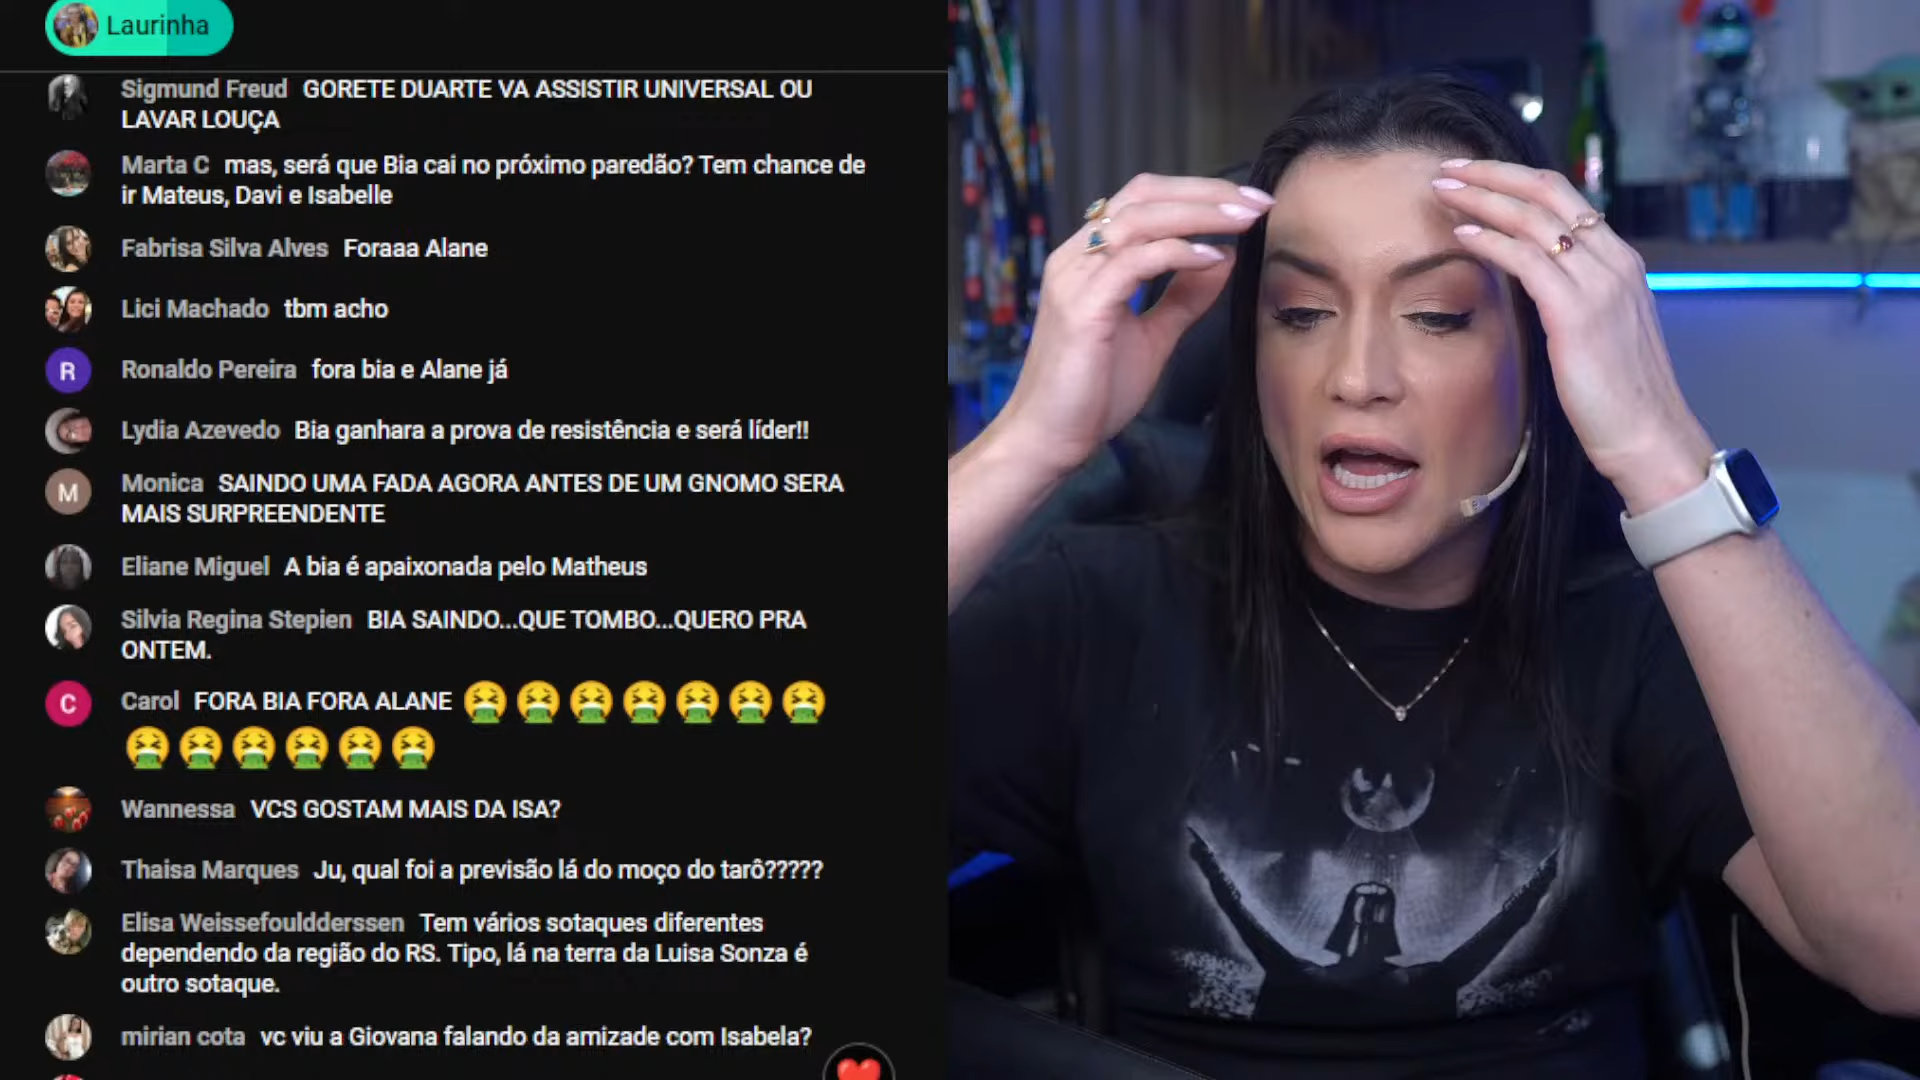 Laurinha
Sigmund Freud GORETE DUARTE VA ASSISTIR UNIVERSAL OU
LAVAR LOUÇA
Marta C mas, será que Bia cai no próximo paredão? Tem chance de
ir Mateus, Davi e Isabelle
Fabrisa Silva Alves Foraaa Alane
Lici Machado tbm acho
R Ronaldo Pereira fora bia e Alane já
Lydia Azevedo Bia ganhara a prova de resistência e será líder!!
M Monica SAINDO UMA FADA AGORA ANTES DE UM GNOMO SERA
MAIS SURPREENDENTE
Eliane Miguel A bia é apaixonada pelo Matheus
Silvia Regina Stepien BIA SAINDO...QUE TOMBO...QUERO PRA
ONTEM.
C Carol FORA BIA FORA ALANE 🤮🤮🤮🤮🤮🤮🤮
🤮🤮🤮🤮🤮🤮
Wannessa VCS GOSTAM MAIS DA ISA?
Thaisa Marques Ju, qual foi a previsão lá do moço do tarô?????
Elisa Weissefouldderssen Tem vários sotaques diferentes
dependendo da região do RS. Tipo, lá na terra da Luisa Sonza é
outro sotaque.
mirian cota vc viu a Giovana falando da amizade com Isabela?